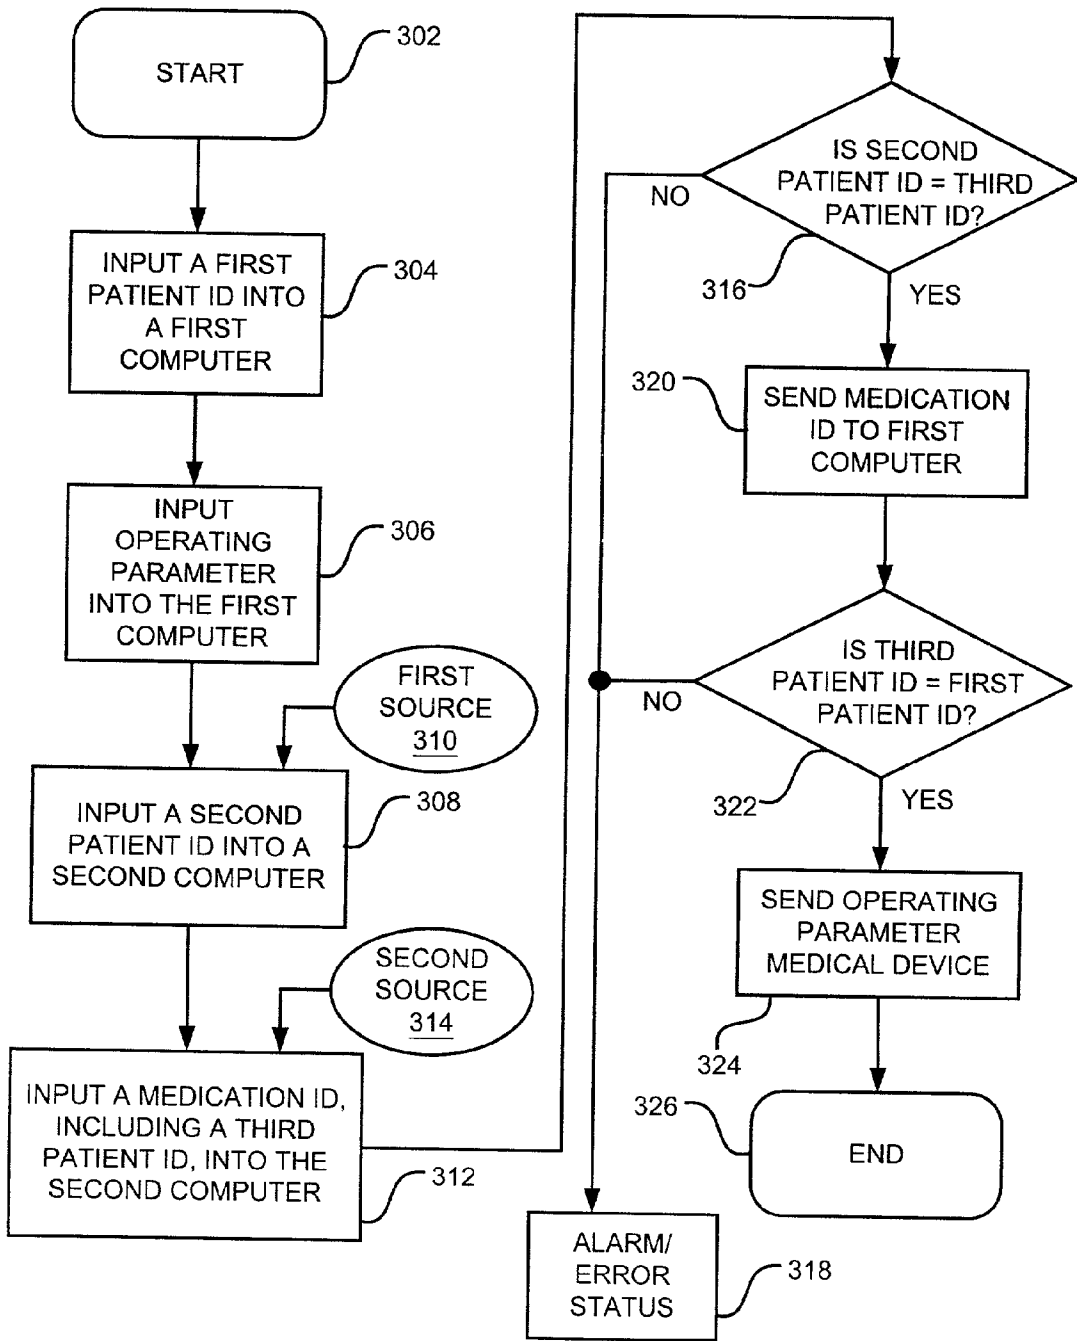 START
302
INPUT A FIRST
PATIENT ID INTO
A FIRST
COMPUTER
304
INPUT
OPERATING
PARAMETER
INTO THE FIRST
COMPUTER
306
FIRST
SOURCE
310
INPUT A SECOND
PATIENT ID INTO A
SECOND COMPUTER
308
SECOND
SOURCE
314
INPUT A MEDICATION ID,
INCLUDING A THIRD
PATIENT ID, INTO THE
SECOND COMPUTER
312
IS SECOND
PATIENT ID = THIRD
PATIENT ID?
NO
316
YES
320
SEND MEDICATION
ID TO FIRST
COMPUTER
IS THIRD
PATIENT ID = FIRST
PATIENT ID?
NO
322
YES
SEND OPERATING
PARAMETER
MEDICAL DEVICE
324
326
END
ALARM/
ERROR
STATUS
318